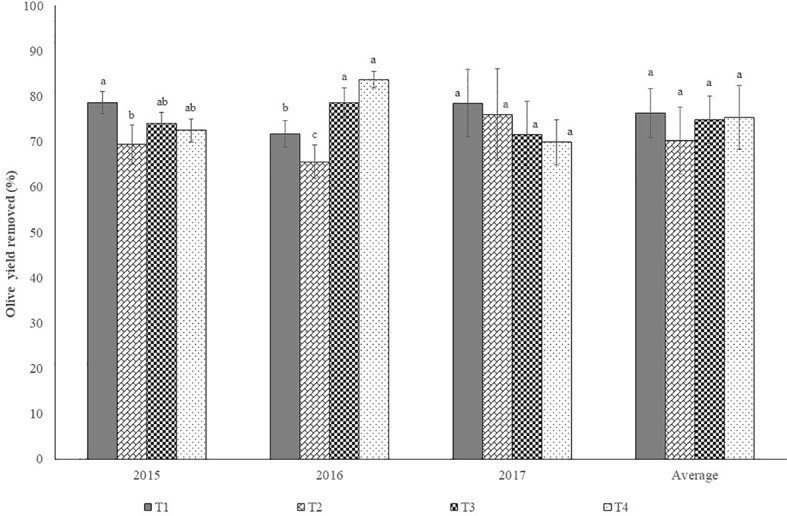 Olive yield removed (%)
100
90
80
70
60
50
40
30
20
10
0
a b ab ab
b c a a
a a a a
a a a a
2015 2016 2017 Average
T1 T2 T3 T4